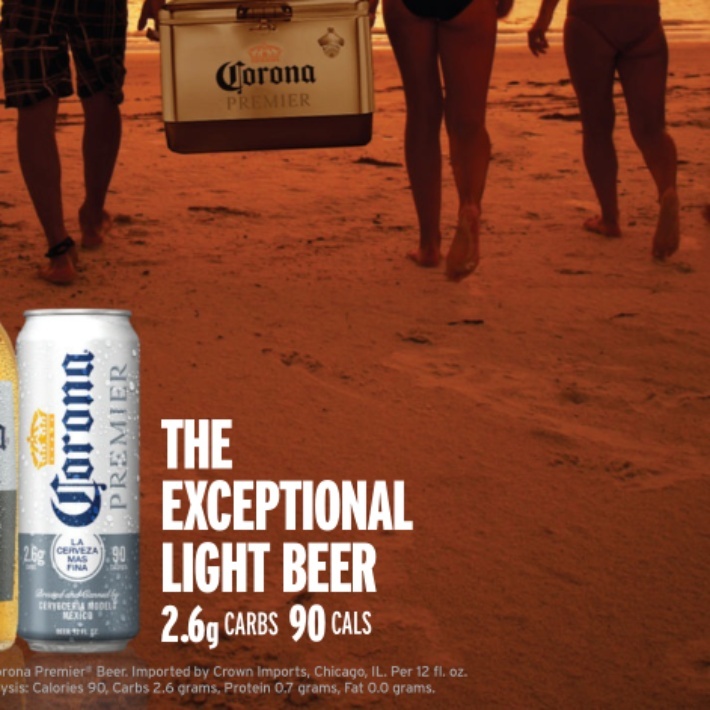 Corona
PREMIER
Corona
PREMIER
2.6g
LA
CERVEZA
MAS
FINA
90
CERVECERIA MODELO
MEXICO
THE
EXCEPTIONAL
LIGHT BEER
2.6g CARBS 90 CALS
orona Premier® Beer. Imported by Crown Imports, Chicago, IL. Per 12 fl. oz.
ysis: Calories 90, Carbs 2.6 grams, Protein 0.7 grams, Fat 0.0 grams.